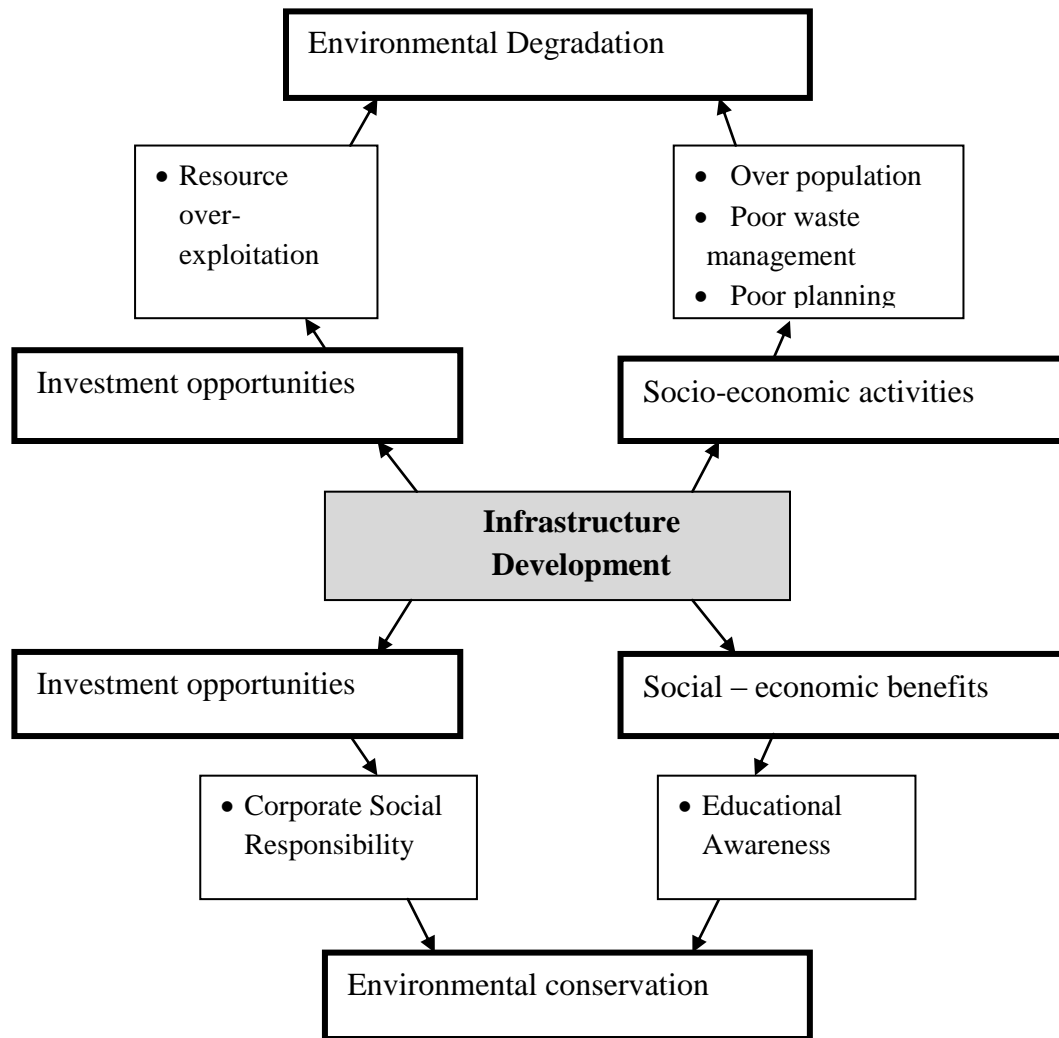 Environmental Degradation
• Resource
over-
exploitation
• Over population
• Poor waste
management
• Poor planning
Investment opportunities
Socio-economic activities
Infrastructure
Development
Investment opportunities
Social – economic benefits
• Corporate Social
Responsibility
• Educational
Awareness
Environmental conservation